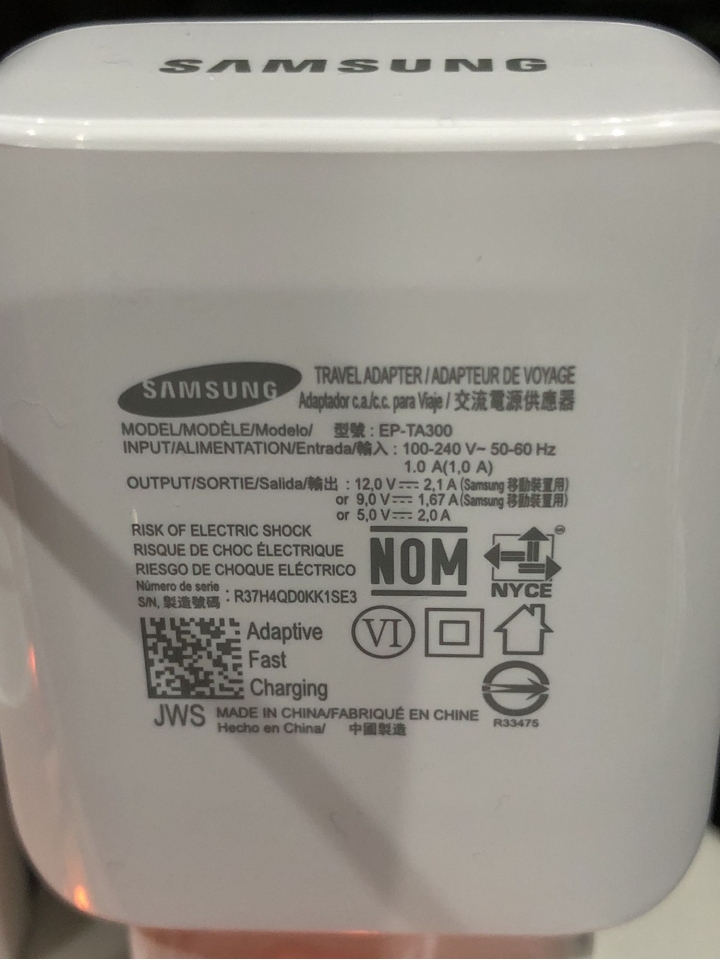 SAMSUNG
SAMSUNG
TRAVEL ADAPTER / ADAPTEUR DE VOYAGE
Adaptador c.a./c.c. para Viaje / 交流電源供應器
MODEL/MODÈLE/Modelo/ 型號 : EP-TA300
INPUT/ALIMENTATION/Entrada/輸入 : 100-240 V~ 50-60 Hz
1.0 A(1,0 A)
OUTPUT/SORTIE/Salida/輸出 : 12,0 V⎓ 2,1 A (Samsung 移動裝置用)
or 9,0 V⎓ 1,67 A(Samsung 移動裝置用)
or 5,0 V⎓ 2,0 A
RISK OF ELECTRIC SHOCK
RISQUE DE CHOC ÉLECTRIQUE
RIESGO DE CHOQUE ELÉCTRICO
Número de serie
S/N, 製造號碼 : R37H4QD0KK1SE3
NOM
NYCE
VI
Adaptive
Fast
Charging
R33475
JWS MADE IN CHINA/FABRIQUÉ EN CHINE
Hecho en China/ 中國製造